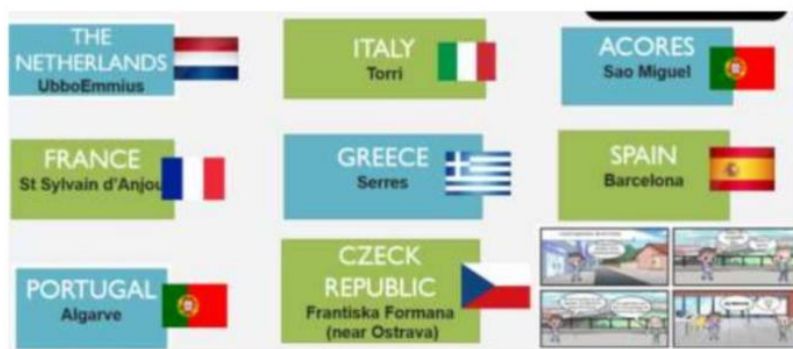 THE
NETHERLANDS
UbboEmmius
ITALY
Torri
ACORES
Sao Miguel
FRANCE
St Sylvain d'Anjou
GREECE
Serres
SPAIN
Barcelona
PORTUGAL
Algarve
CZECK
REPUBLIC
Frantiska Formana
(near Ostrava)